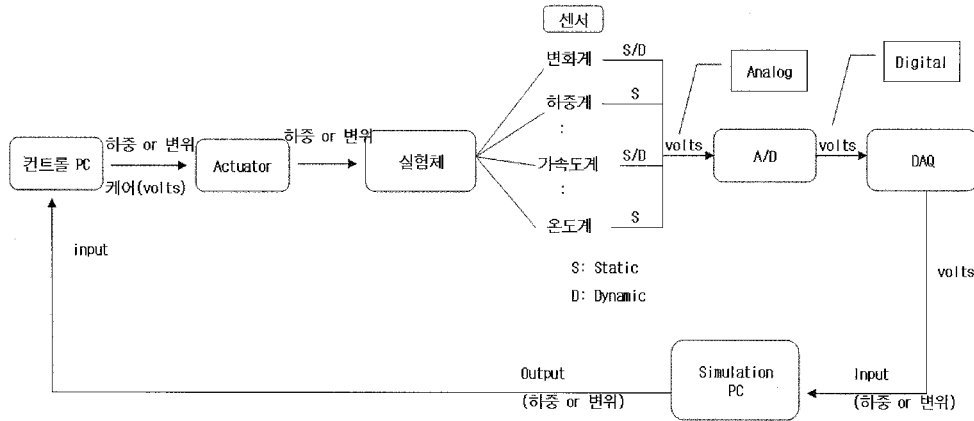 센서
변화계
S/D
하중계
S
:
가속도계
S/D
:
온도계
S
S: Static
D: Dynamic
컨트롤 PC
하중 or 변위
케어(volts)
Actuator
하중 or 변위
실험체
volts
Analog
A/D
volts
Digital
DAQ
volts
Input
(하중 or 변위)
Simulation
PC
Output
(하중 or 변위)
input